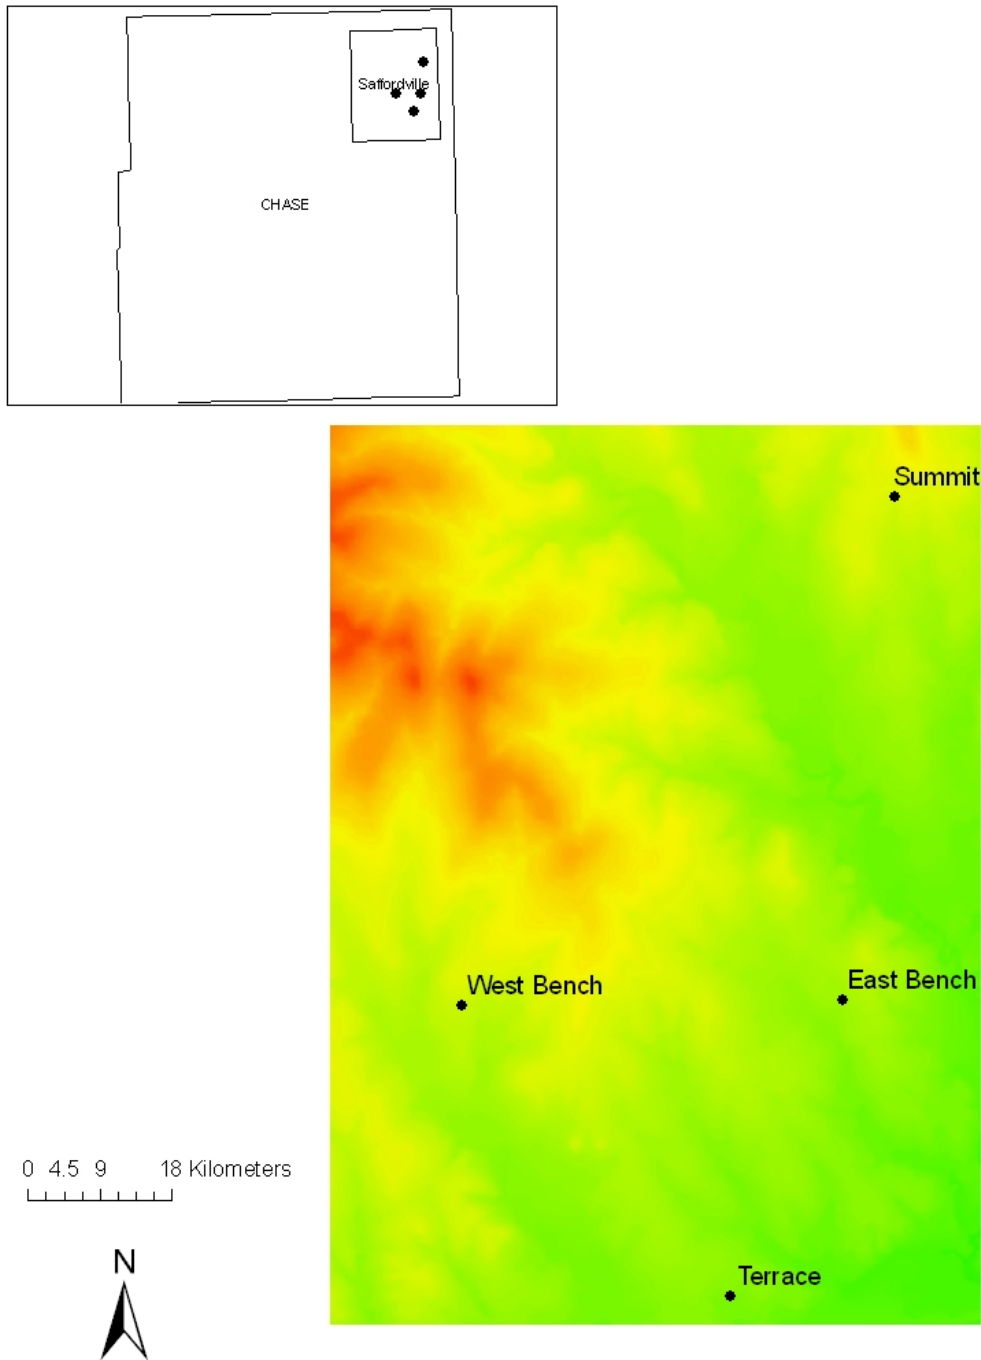 Saffordville
CHASE
Summit
West Bench
East Bench
0 4.5 9 18 Kilometers
N
Terrace